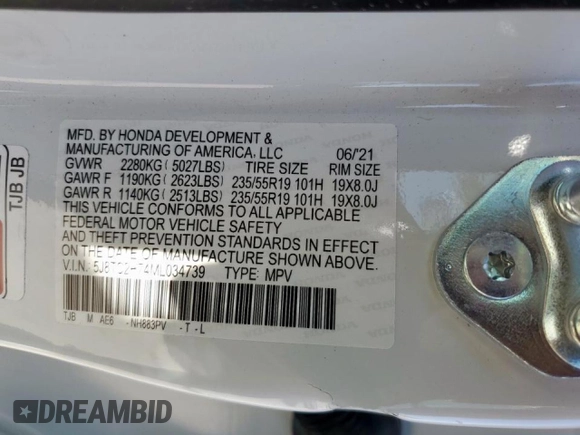 MFD. BY HONDA DEVELOPMENT &
MANUFACTURING OF AMERICA, LLC 06/'21
GVWR 2280KG ( 5027LBS) TIRE SIZE RIM SIZE
GAWR F 1190KG ( 2623LBS) 235/55R19 101H 19X8.0J
GAWR R 1140KG ( 2513LBS) 235/55R19 101H 19X8.0J
THIS VEHICLE CONFORMS TO ALL APPLICABLE
FEDERAL MOTOR VEHICLE SAFETY
AND THEFT PREVENTION STANDARDS IN EFFECT
ON THE DATE OF MANUFACTURE SHOWN ABOVE.
V.I.N. TYPE: MPV
TJB M AE6 - NH883PV - T - L
TJB JB
DREAMBID